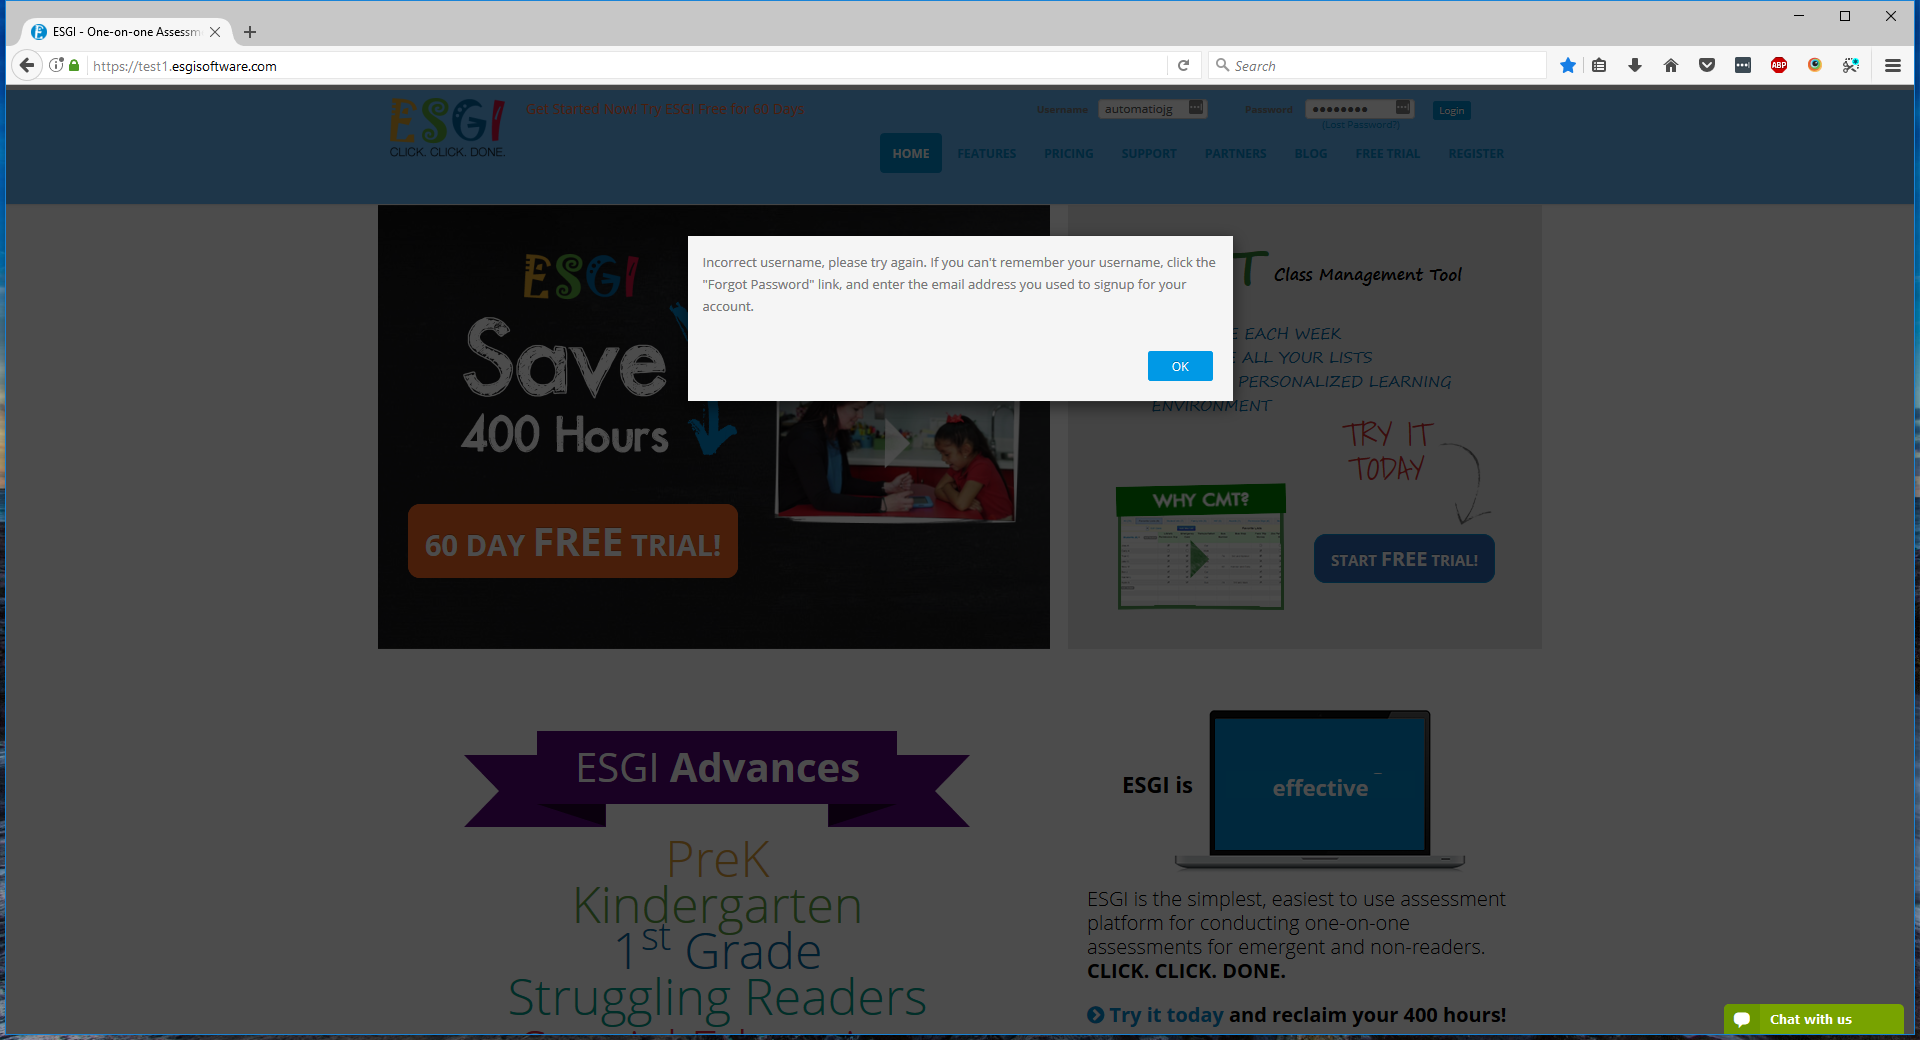 ESGI - One-on-one Assessm
https://test1.esgisoftware.com
Search
ABP
ESGI
CLICK. CLICK. DONE.
Get Started Now! Try ESGI Free for 60 Days
Username
automatiojg
Password
●●●●●●●●
Login
(Lost Password?)
HOME
FEATURES
PRICING
SUPPORT
PARTNERS
BLOG
FREE TRIAL
REGISTER
Incorrect username, please try again. If you can't remember your username, click the
"Forgot Password" link, and enter the email address you used to signup for your
account.
OK
ESGI
Save
400 Hours
60 DAY FREE TRIAL!
T Class Management Tool
E EACH WEEK
E ALL YOUR LISTS
PERSONALIZED LEARNING
ENVIRONMENT
TRY IT
TODAY
WHY CMT?
START FREE TRIAL!
ESGI Advances
PreK
Kindergarten
1st Grade
Struggling Readers
ESGI is
effective
ESGI is the simplest, easiest to use assessment
platform for conducting one-on-one
assessments for emergent and non-readers.
CLICK. CLICK. DONE.
Try it today and reclaim your 400 hours!
Chat with us